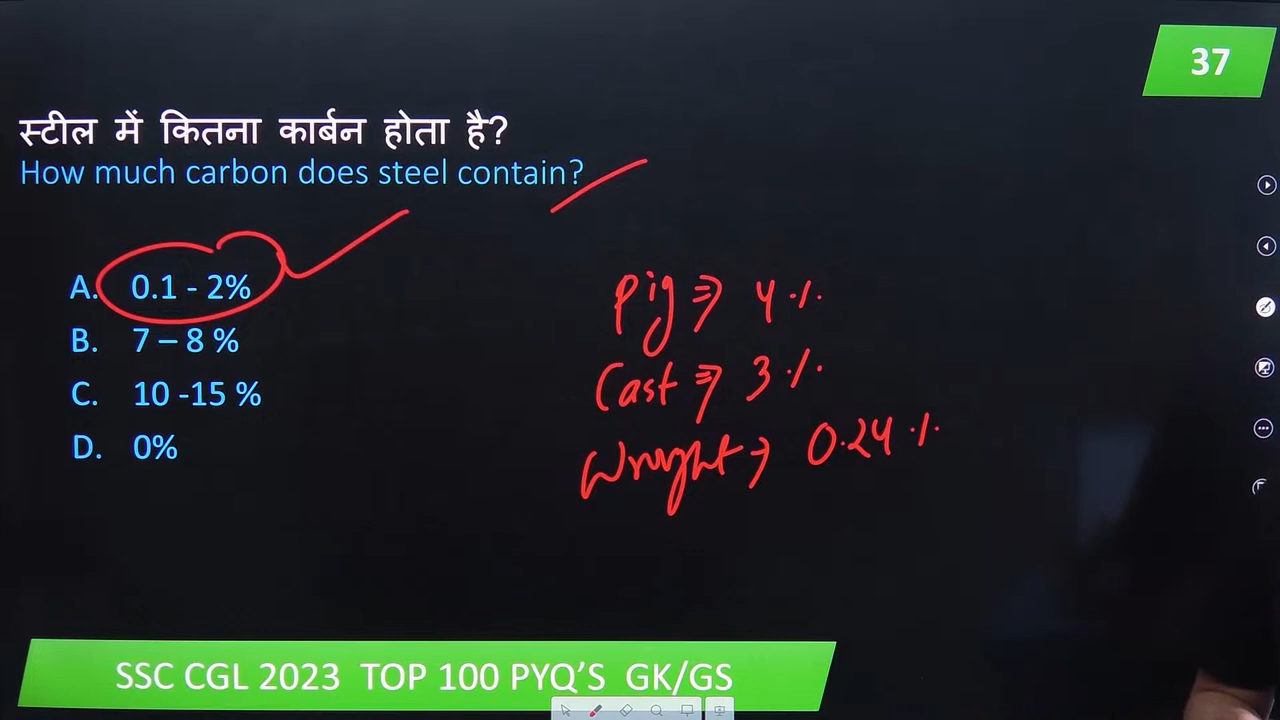 37
स्टील में कितना कार्बन होता है?
How much carbon does steel contain?
A. 0.1 - 2%
B. 7 – 8 %
C. 10 -15 %
D. 0%
Pig ⇒ 4 %
Cast ⇒ 3 %
Wrought → 0.24 %
SSC CGL 2023 TOP 100 PYQ’S GK/GS